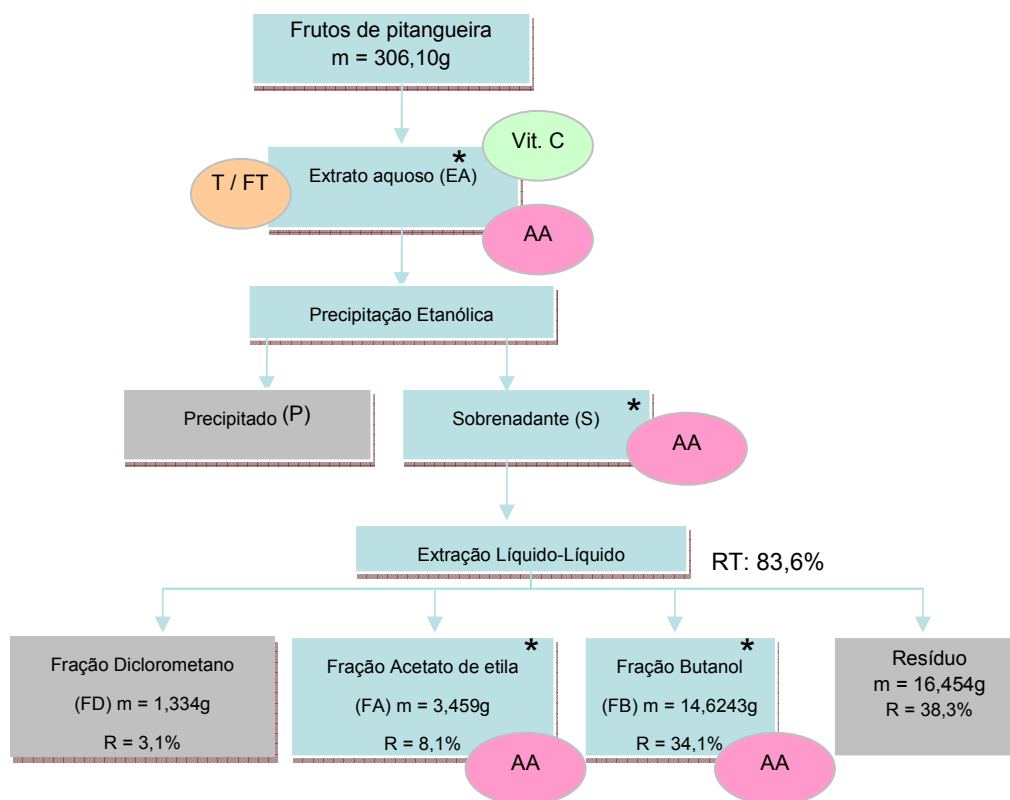 Frutos de pitangueira
m = 306,10g
Vit. C
*
Extrato aquoso (EA)
T / FT
AA
Precipitação Etanólica
Precipitado (P)
*
Sobrenadante (S)
AA
Extração Líquido-Líquido
RT: 83,6%
Fração Diclorometano
(FD) m = 1,334g
R = 3,1%
*
Fração Acetato de etila
(FA) m = 3,459g
R = 8,1%
AA
*
Fração Butanol
(FB) m = 14,6243g
R = 34,1%
AA
Resíduo
m = 16,454g
R = 38,3%